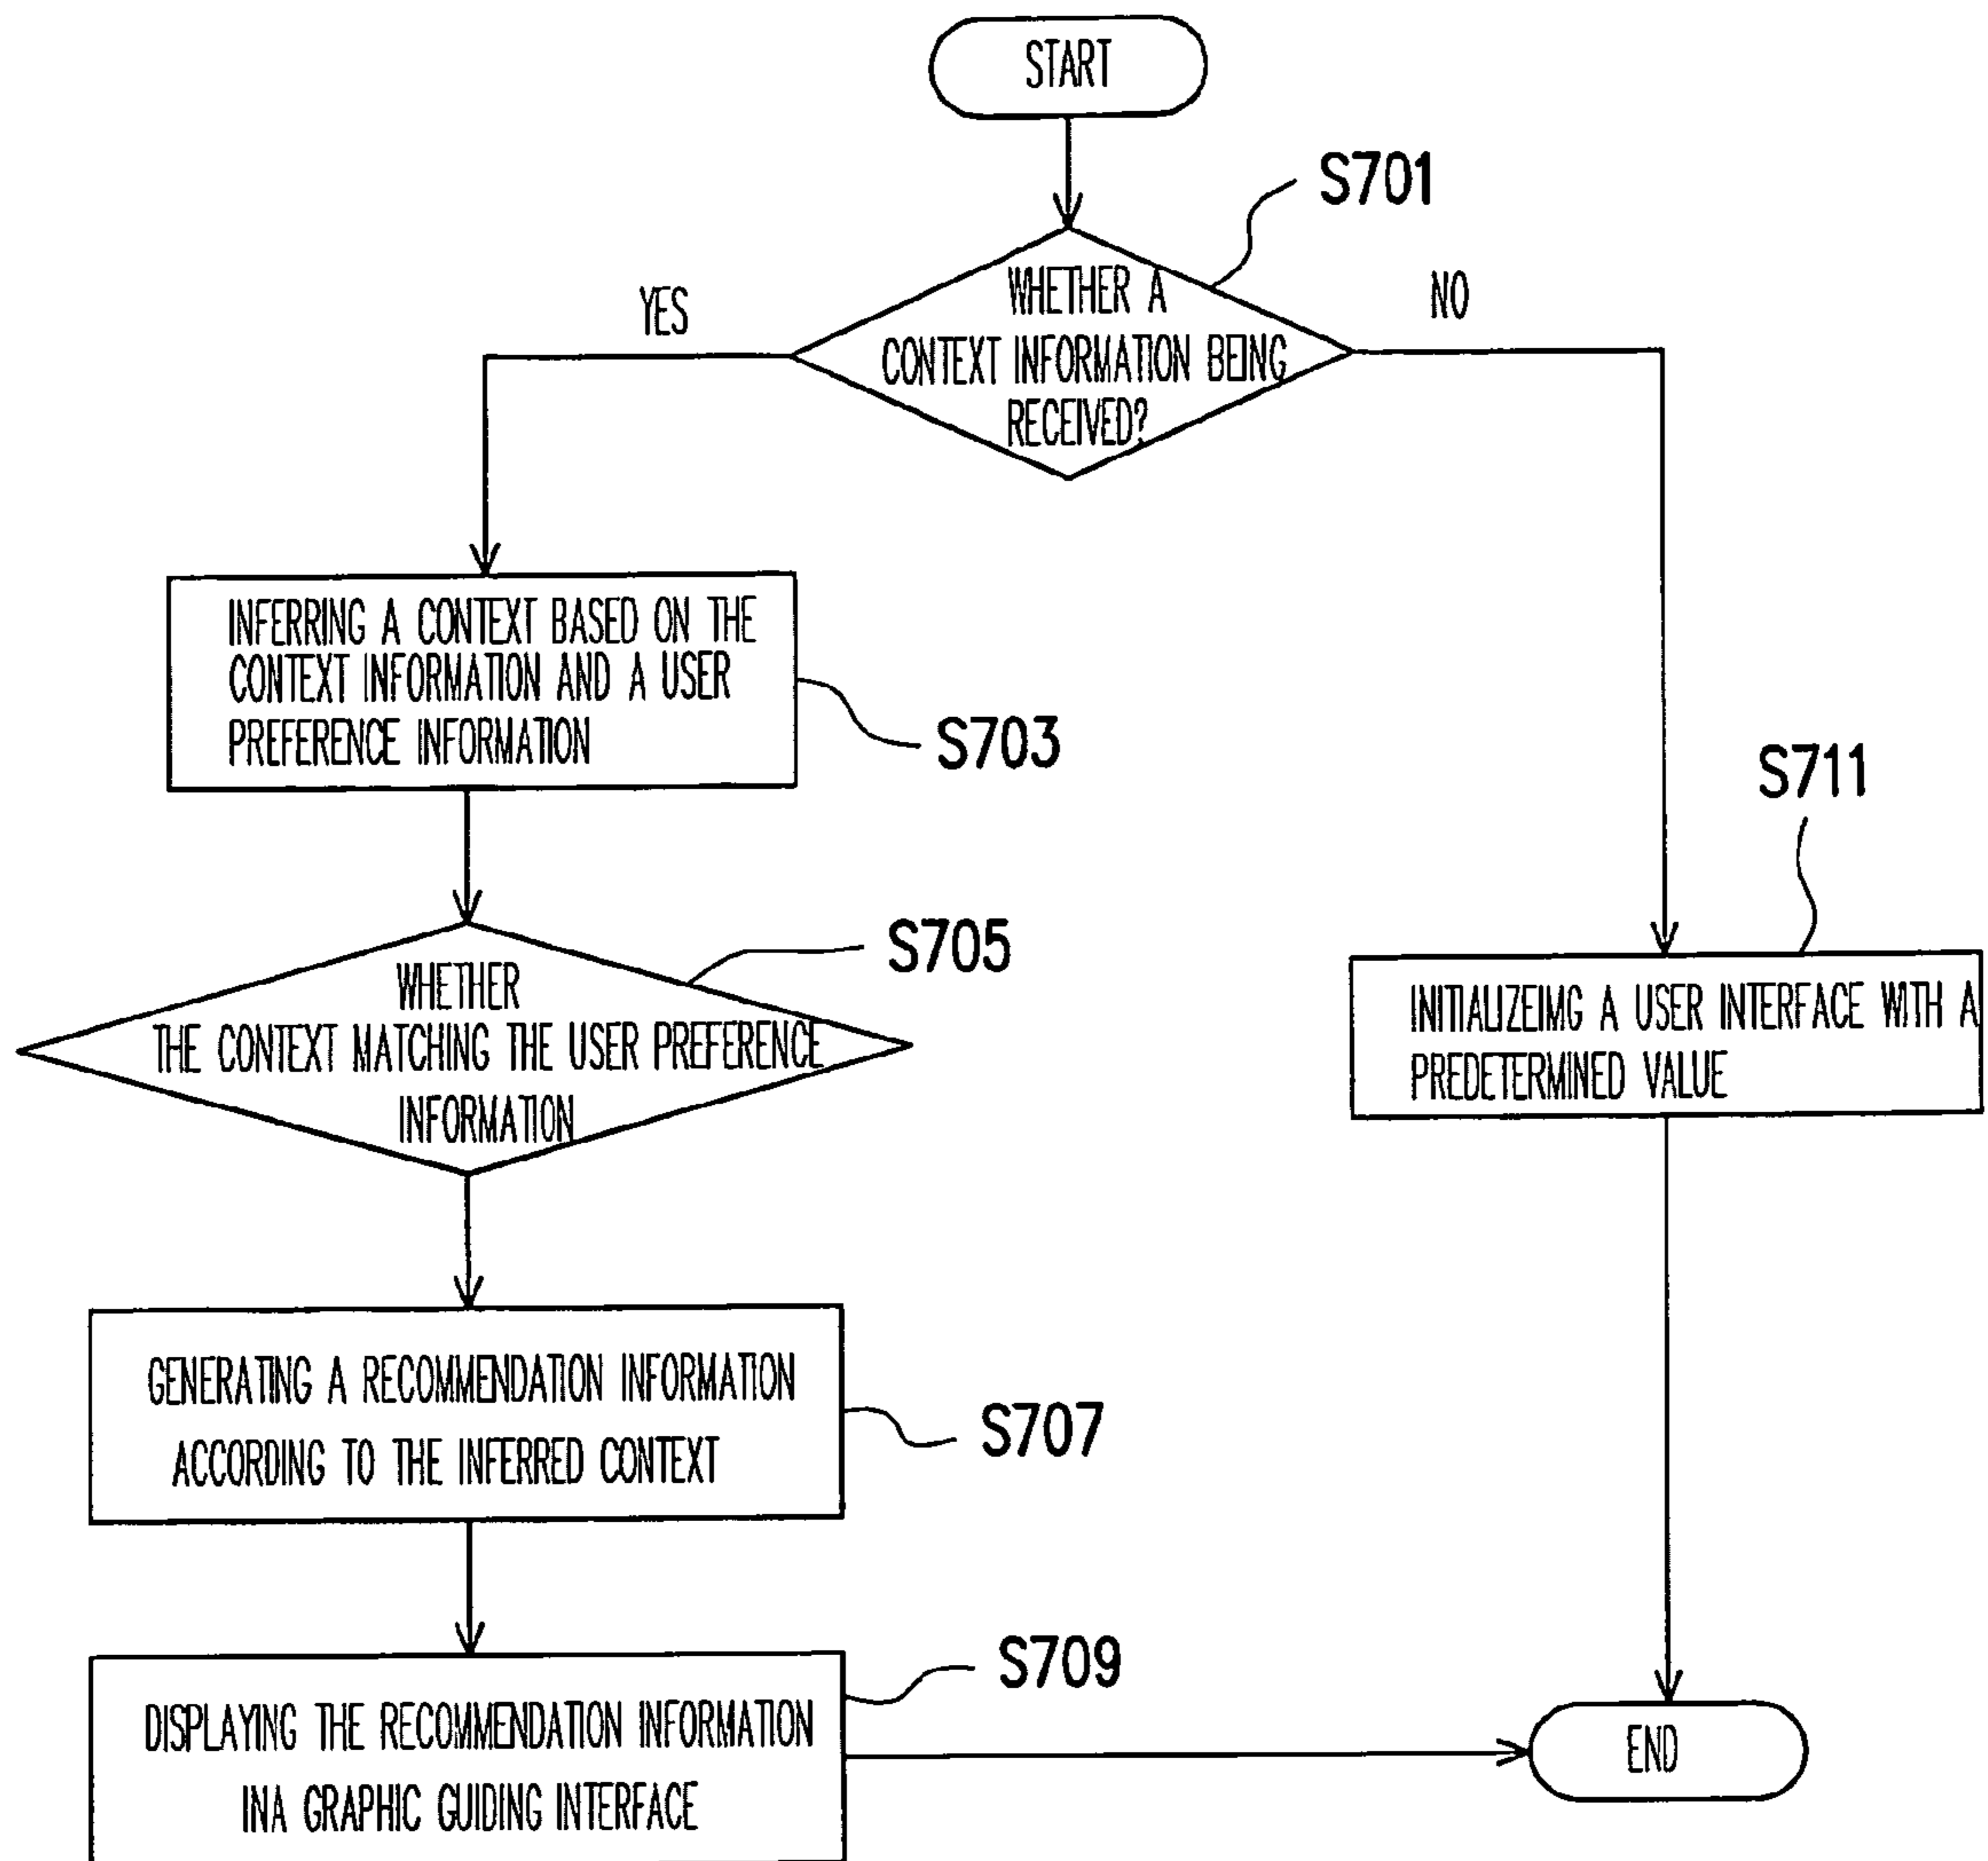 START
S701
WHETHER A
CONTEXT INFORMATION BEING
RECEIVED?
YES
NO
INFERRING A CONTEXT BASED ON THE
CONTEXT INFORMATION AND A USER
PREFERENCE INFORMATION
S703
S711
INITIALIZEIMG A USER INTERFACE WITH A
PREDETERMINED VALUE
S705
WHETHER
THE CONTEXT MATCHING THE USER PREFERENCE
INFORMATION
GENERATING A RECOMMENDATION INFORMATION
ACCORDING TO THE INFERRED CONTEXT
S707
S709
DISPLAYING THE RECOMMENDATION INFORMATION
INA GRAPHIC GUIDING INTERFACE
END